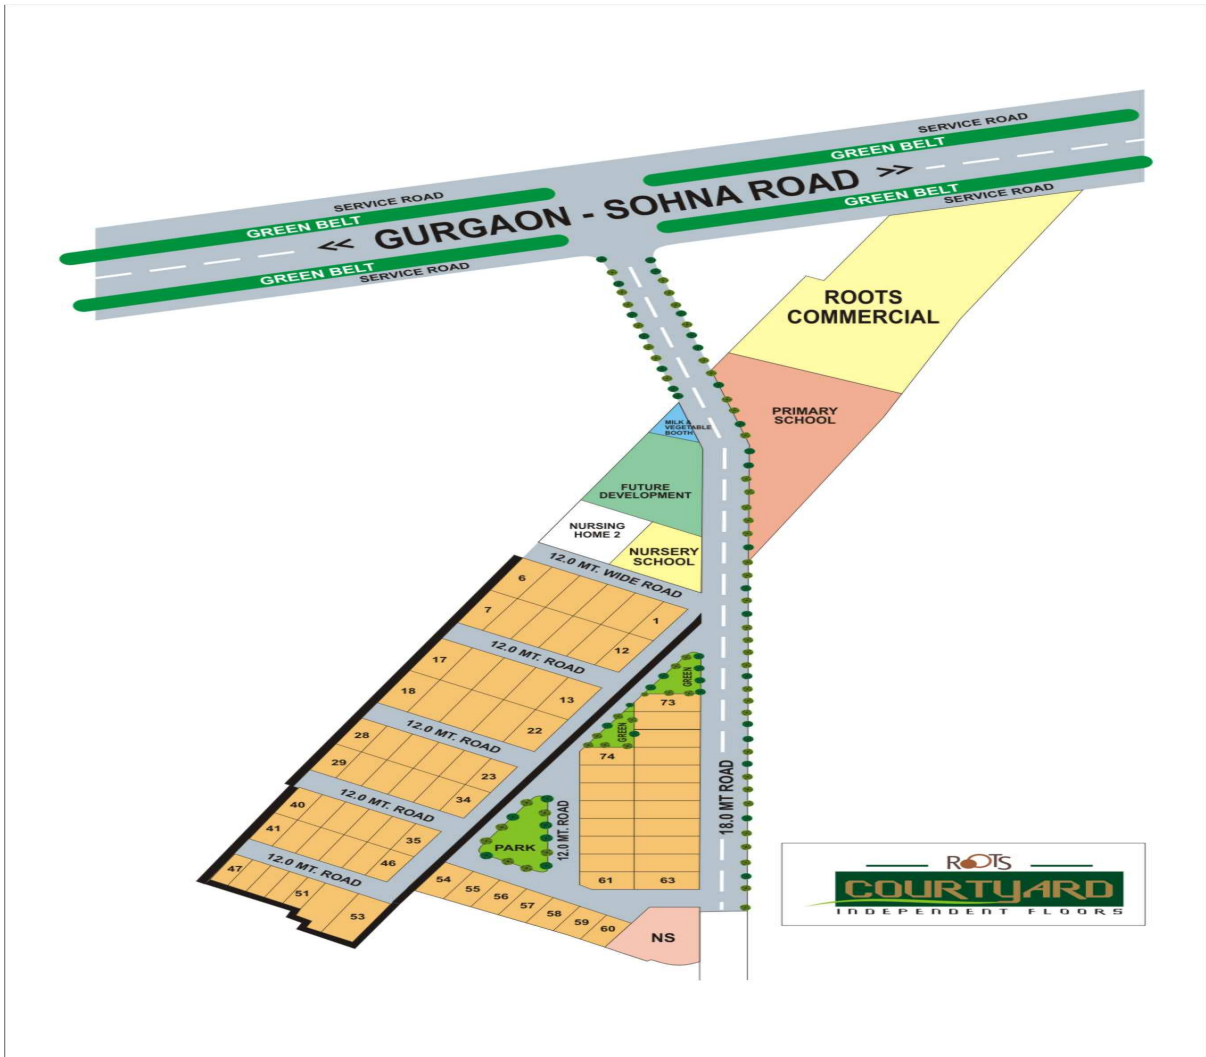 SERVICE ROAD
GREEN BELT
SERVICE ROAD
GREEN BELT
<< GURGAON - SOHNA ROAD >>
GREEN BELT
SERVICE ROAD
GREEN BELT
SERVICE ROAD
ROOTS
COMMERCIAL
PRIMARY
SCHOOL
MILK &
VEGETABLE
BOOTH
FUTURE
DEVELOPMENT
NURSING
HOME 2
NURSERY
SCHOOL
12.0 MT. WIDE ROAD
6
1
7
12
12.0 MT. ROAD
17
13
18
22
12.0 MT. ROAD
28
23
29
34
12.0 MT. ROAD
40
35
41
46
12.0 MT. ROAD
47
51
53
GREEN
73
GREEN
74
61
63
PARK
12.0 MT. ROAD
18.0 MT ROAD
54
55
56
57
58
59
60
NS
ROOTS
COURTYARD
INDEPENDENT FLOORS